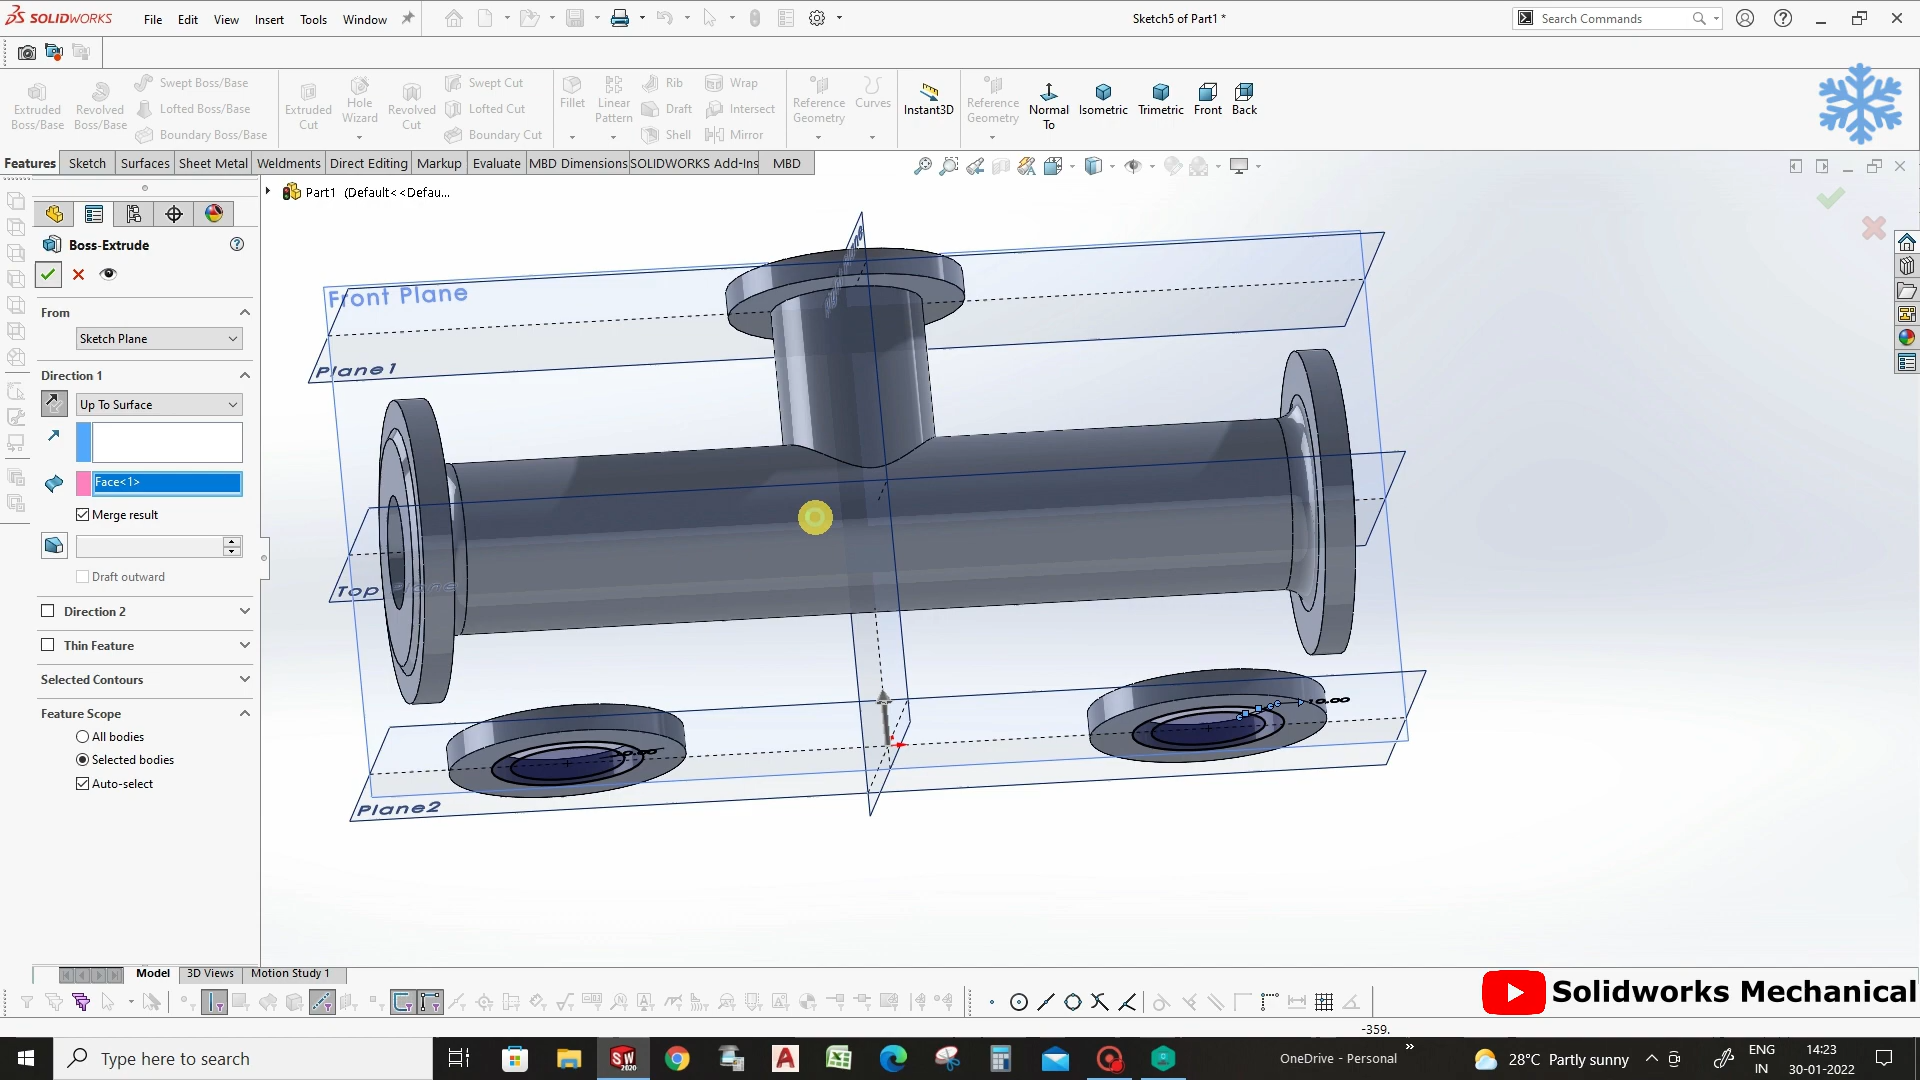 SOLIDWORKS File Edit View Insert Tools Window Sketch5 of Part1 * Search Commands
Extruded Boss/Base
Revolved Boss/Base
Swept Boss/Base
Lofted Boss/Base
Boundary Boss/Base
Extruded Cut
Hole Wizard
Revolved Cut
Swept Cut
Lofted Cut
Boundary Cut
Fillet
Linear Pattern
Rib
Draft
Shell
Wrap
Intersect
Mirror
Reference Geometry
Curves
Instant3D
Reference Geometry
Normal To
Isometric
Trimetric
Front
Back
Features Sketch Surfaces Sheet Metal Weldments Direct Editing Markup Evaluate MBD Dimensions SOLIDWORKS Add-Ins MBD
Part1 (Default<<Defau...
Boss-Extrude
From
Sketch Plane
Direction 1
Up To Surface
Face<1>
Merge result
Draft outward
Direction 2
Thin Feature
Selected Contours
Feature Scope
All bodies
Selected bodies
Auto-select
Front Plane
Plane1
Top Plane
Plane2
10.00
Model 3D Views Motion Study 1
Solidworks Mechanical
-359.
Type here to search
SW
2020
OneDrive - Personal
28°C Partly sunny
ENG
IN
14:23
30-01-2022